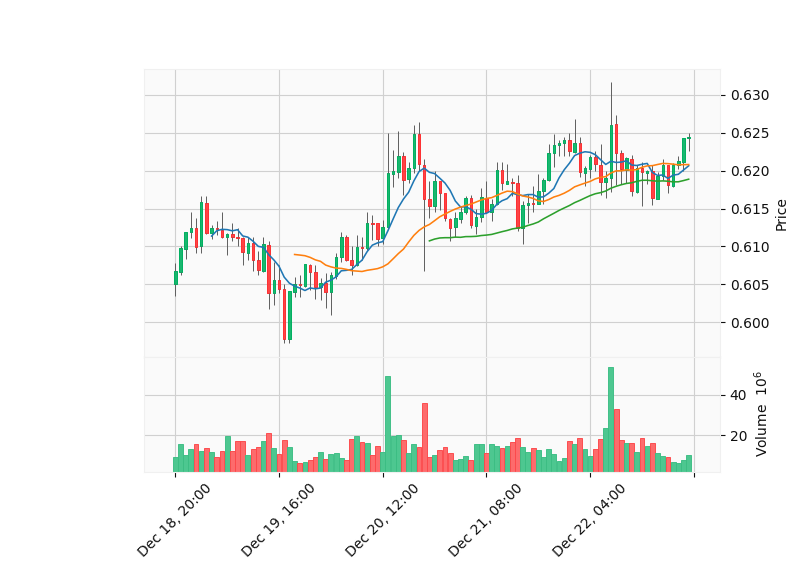 0.630
0.625
0.620
0.615
0.610
0.605
0.600
Price
40
20
Volume 10^6
Dec 18, 20:00
Dec 19, 16:00
Dec 20, 12:00
Dec 21, 08:00
Dec 22, 04:00